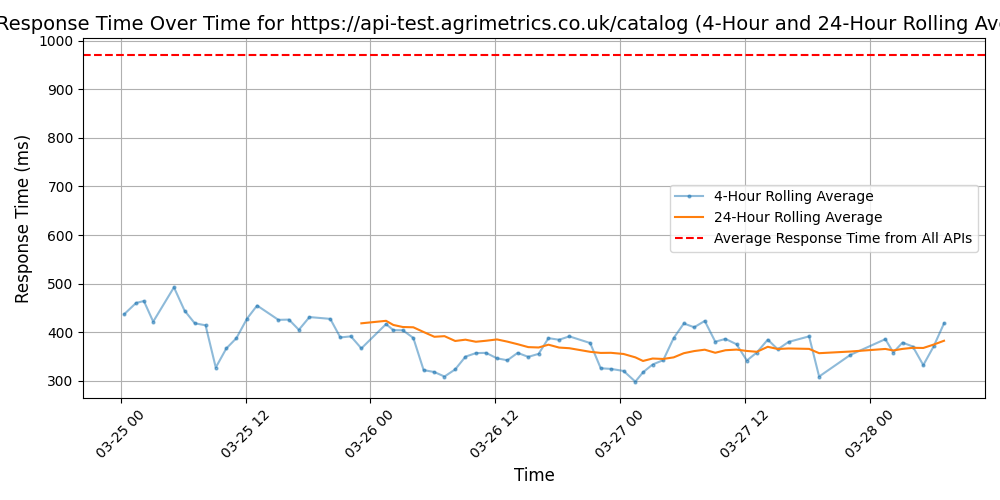 Response Time Over Time for https://api-test.agrimetrics.co.uk/catalog (4-Hour and 24-Hour Rolling
1000
900
800
700
600
500
400
300
Response Time (ms)
4-Hour Rolling Average
24-Hour Rolling Average
Average Response Time from All APIs
03-25 00
03-25 12
03-26 00
03-26 12
03-27 00
03-27 12
03-28 00
Time